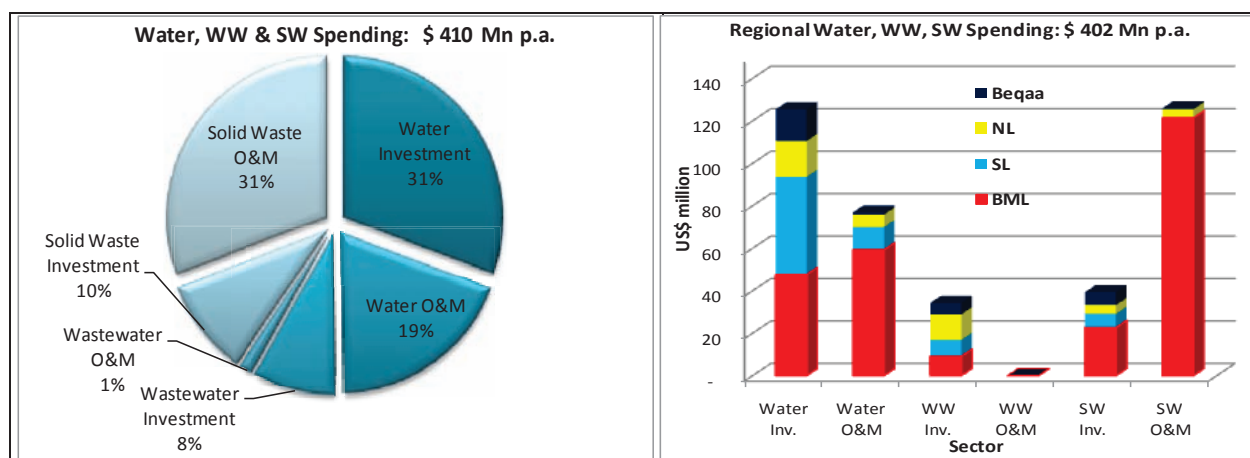 Water, WW & SW Spending: $ 410 Mn p.a.
Solid Waste
O&M
31%
Water
Investment
31%
Solid Waste
Investment
10%
Water O&M
19%
Wastewater
O&M
1%
Wastewater
Investment
8%
Regional Water, WW, SW Spending: $ 402 Mn p.a.
140
120
100
80
60
40
20
-
US$ million
Beqaa
NL
SL
BML
Water
Inv.
Water
O&M
WW
Inv.
WW
O&M
SW
Inv.
SW
O&M
Sector